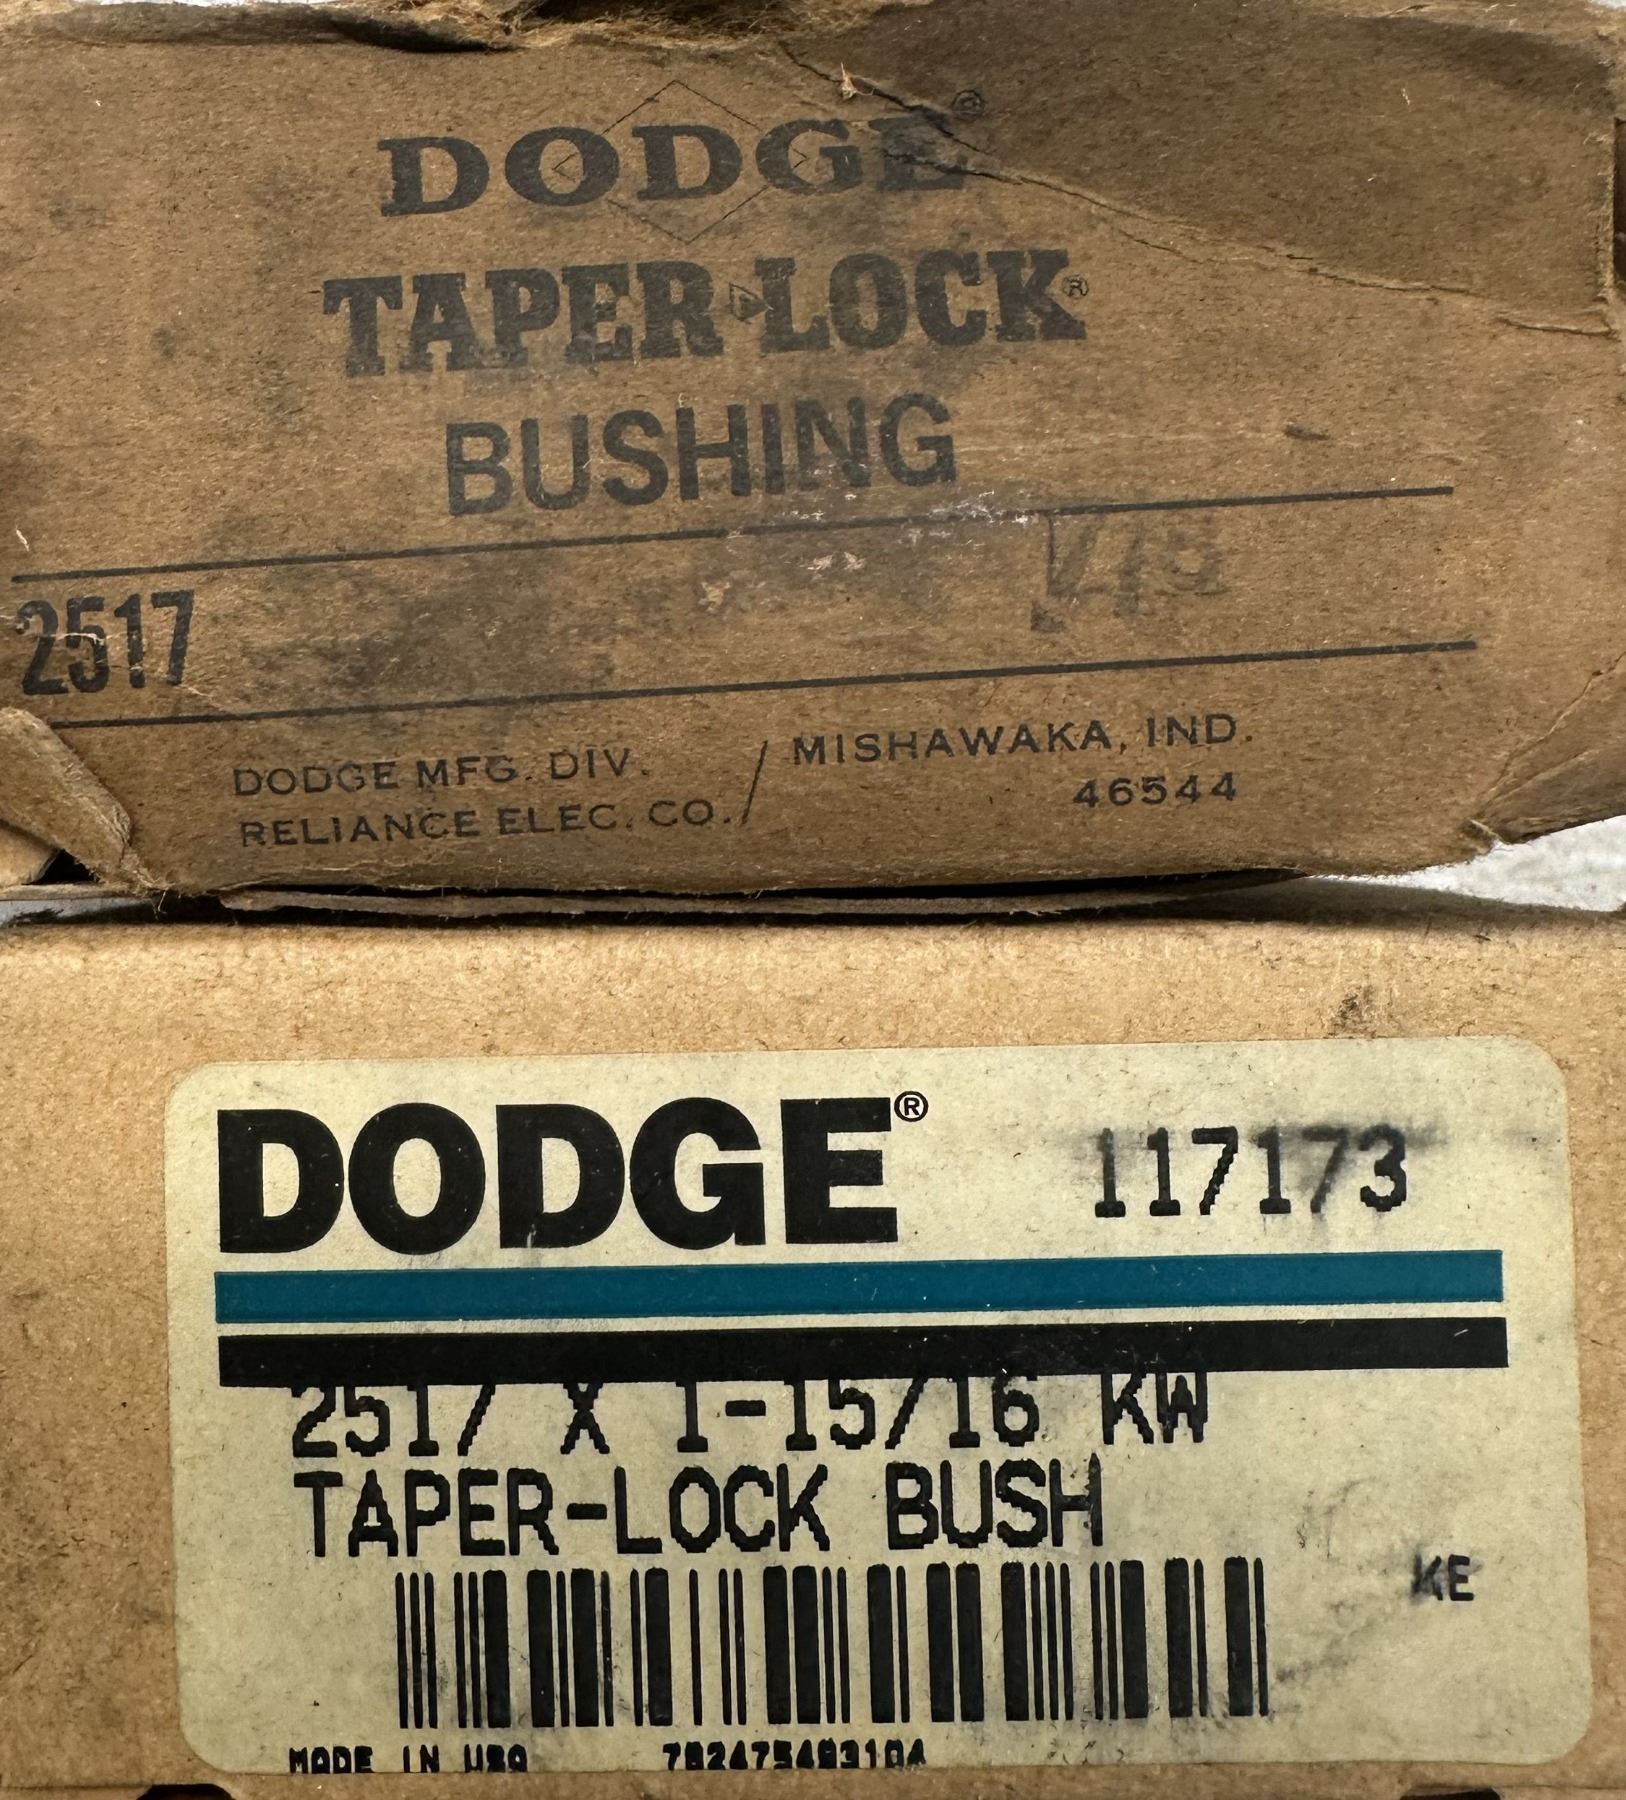 DODGE®
TAPER-LOCK®
BUSHING
2517
DODGE MFG. DIV. / MISHAWAKA, IND.
RELIANCE ELEC. CO. / 46544
DODGE® 117173
2517 X 1-15/16 KW
TAPER-LOCK BUSH
KE
MADE IN USA